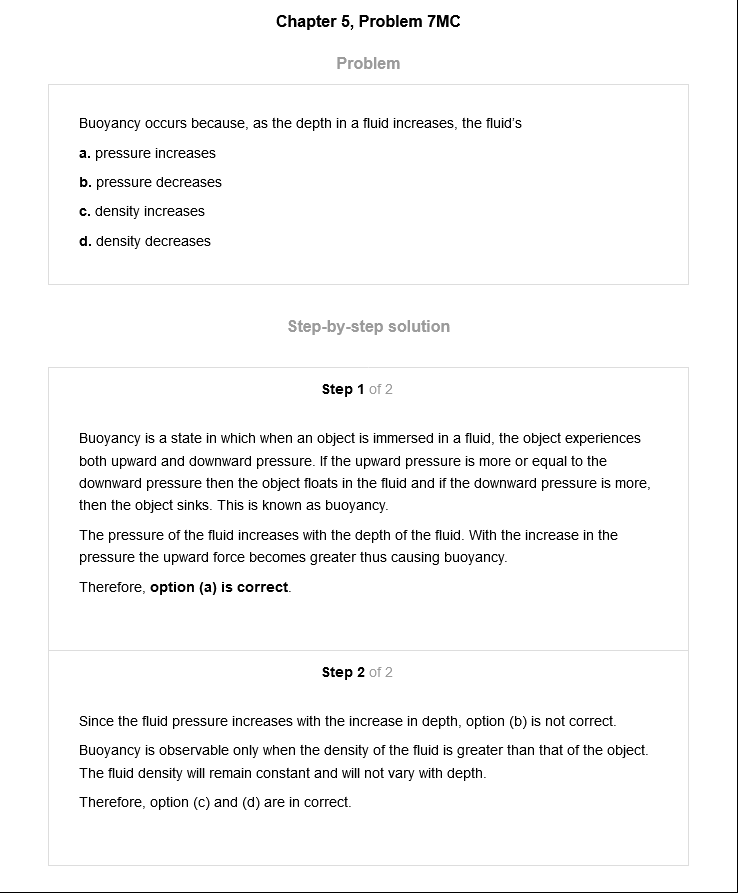 Chapter 5, Problem 7MC
Problem
Buoyancy occurs because, as the depth in a fluid increases, the fluid's
a. pressure increases
b. pressure decreases
c. density increases
d. density decreases
Step-by-step solution
Step 1 of 2
Buoyancy is a state in which when an object is immersed in a fluid, the object experiences
both upward and downward pressure. If the upward pressure is more or equal to the
downward pressure then the object floats in the fluid and if the downward pressure is more,
then the object sinks. This is known as buoyancy.
The pressure of the fluid increases with the depth of the fluid. With the increase in the
pressure the upward force becomes greater thus causing buoyancy.
Therefore, option (a) is correct.
Step 2 of 2
Since the fluid pressure increases with the increase in depth, option (b) is not correct.
Buoyancy is observable only when the density of the fluid is greater than that of the object.
The fluid density will remain constant and will not vary with depth.
Therefore, option (c) and (d) are in correct.